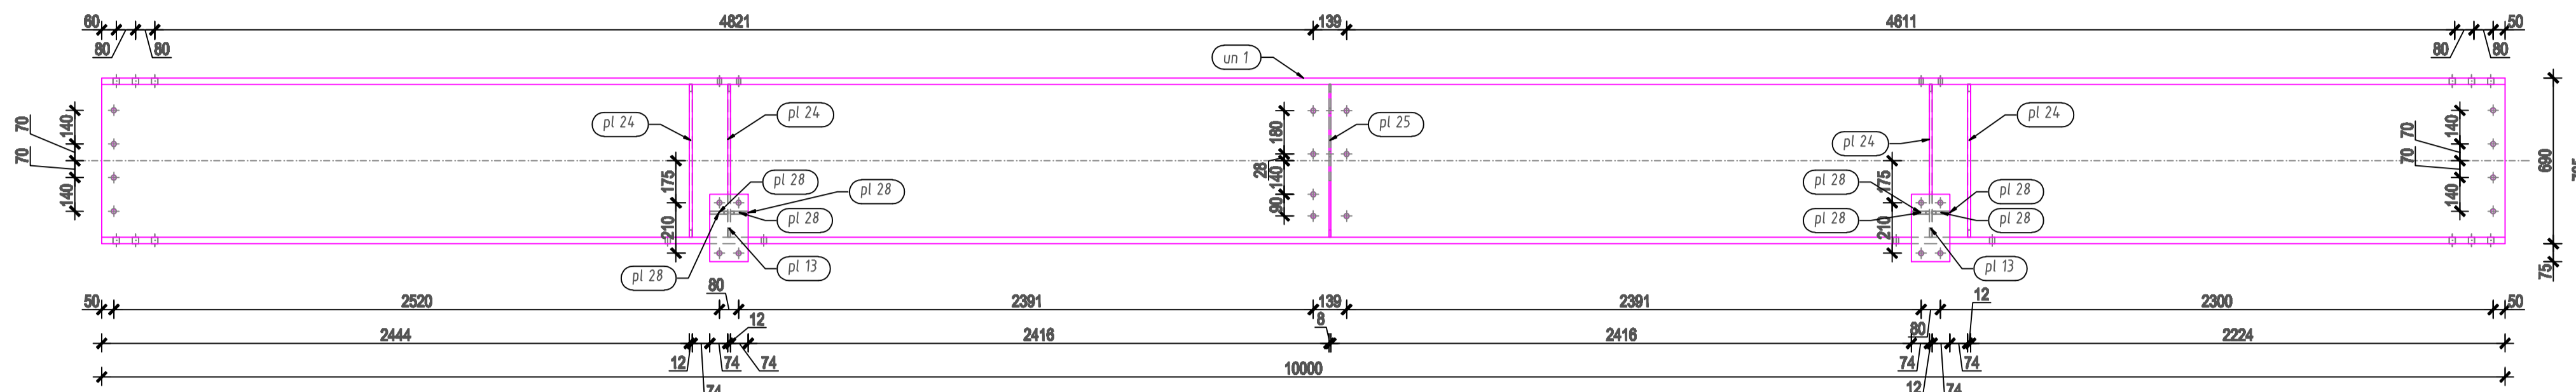 60 4821 139 4611 50
80 80 80 80
un 1
pl 24 pl 24 pl 25 pl 24 pl 24
70 140 180 70 140
70 28 70 690
140 175 140 175 140
pl 28 pl 28 pl 28 pl 28
pl 28 90 pl 28 pl 28
210 210
pl 28 pl 13 pl 13 75
80
50 2520 2391 139 2391 12 2300 50
2444 12 2416 8 2416 80 2224
12 74 74 74 74
74 10000 12 74